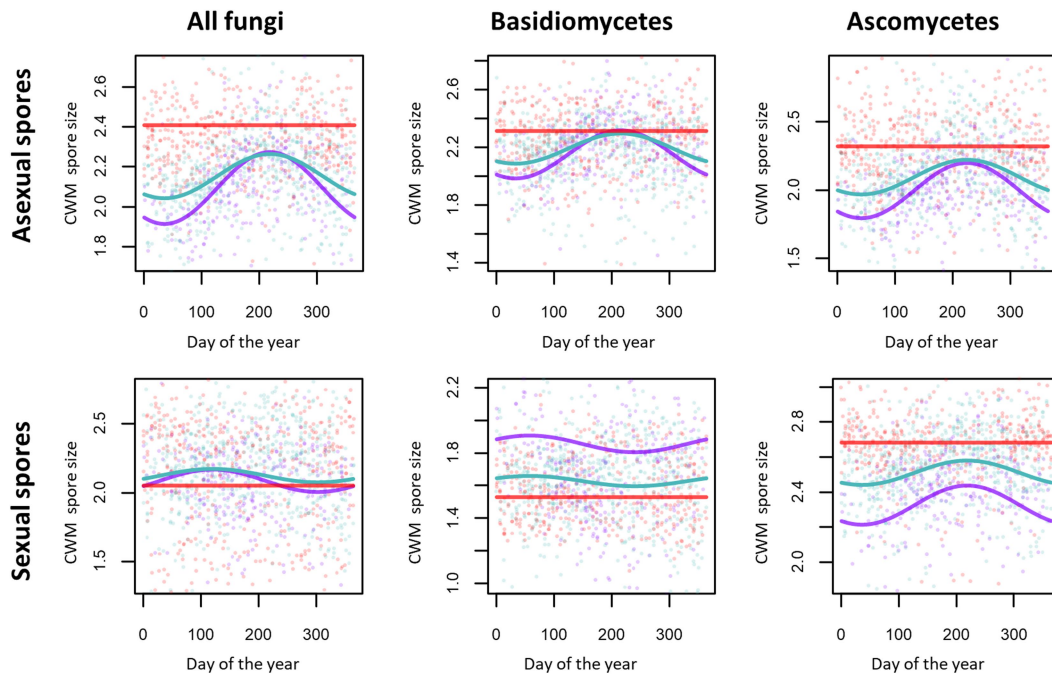 All fungi
Basidiomycetes
Ascomycetes
Asexual spores
CWM spore size
2.6
2.4
2.2
2.0
1.8
0
100
200
300
Day of the year
CWM spore size
2.6
2.2
1.8
1.4
0
100
200
300
Day of the year
CWM spore size
2.5
2.0
1.5
0
100
200
300
Day of the year
Sexual spores
CWM spore size
2.5
2.0
1.5
0
100
200
300
Day of the year
CWM spore size
2.2
1.8
1.4
1.0
0
100
200
300
Day of the year
CWM spore size
2.8
2.4
2.0
0
100
200
300
Day of the year